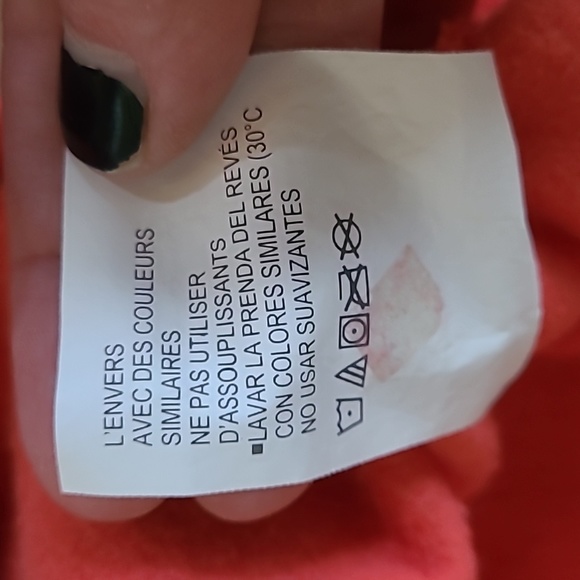 L'ENVERS
AVEC DES COULEURS
SIMILAIRES
NE PAS UTILISER
D'ASSOUPLISSANTS
▪LAVAR LA PRENDA DEL REVÉS
CON COLORES SIMILARES (30°C
NO USAR SUAVIZANTES